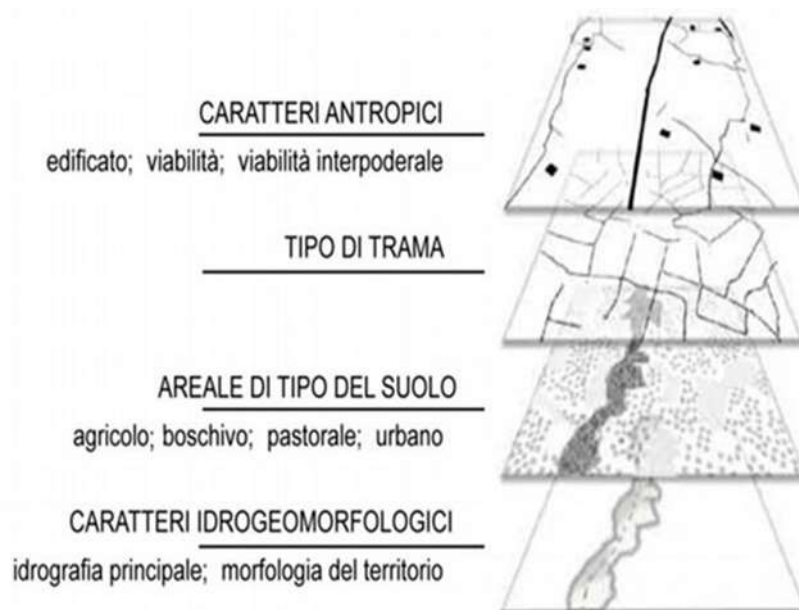 CARATTERI ANTROPICI
edificato; viabilità; viabilità interpoderale
TIPO DI TRAMA
AREALE DI TIPO DEL SUOLO
agricolo; boschivo; pastorale; urbano
CARATTERI IDROGEOMORFOLOGICI
idrografia principale; morfologia del territorio